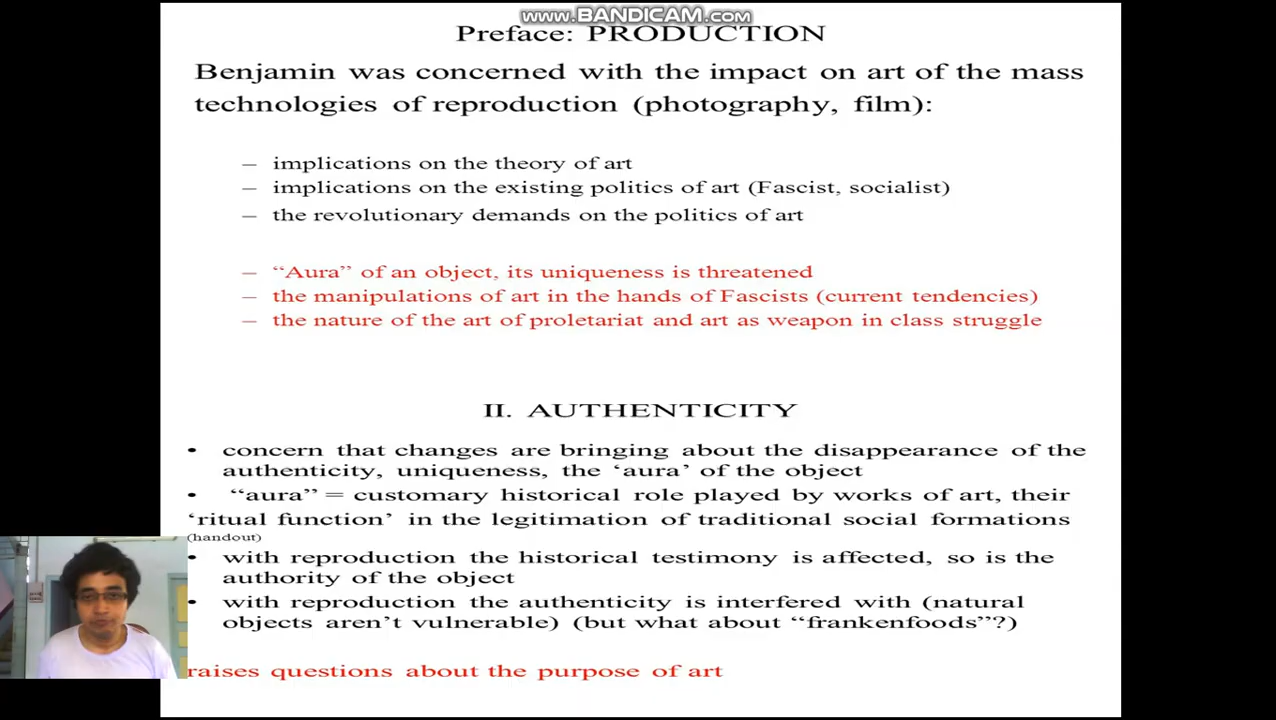 www.BANDICAM.com
Preface: PRODUCTION
Benjamin was concerned with the impact on art of the mass
technologies of reproduction (photography, film):
– implications on the theory of art
– implications on the existing politics of art (Fascist, socialist)
– the revolutionary demands on the politics of art
– “Aura” of an object, its uniqueness is threatened
– the manipulations of art in the hands of Fascists (current tendencies)
– the nature of the art of proletariat and art as weapon in class struggle
II. AUTHENTICITY
• concern that changes are bringing about the disappearance of the
authenticity, uniqueness, the ‘aura’ of the object
• “aura” = customary historical role played by works of art, their
‘ritual function’ in the legitimation of traditional social formations
(handout)
• with reproduction the historical testimony is affected, so is the
authority of the object
• with reproduction the authenticity is interfered with (natural
objects aren’t vulnerable) (but what about “frankenfoods”?)
raises questions about the purpose of art